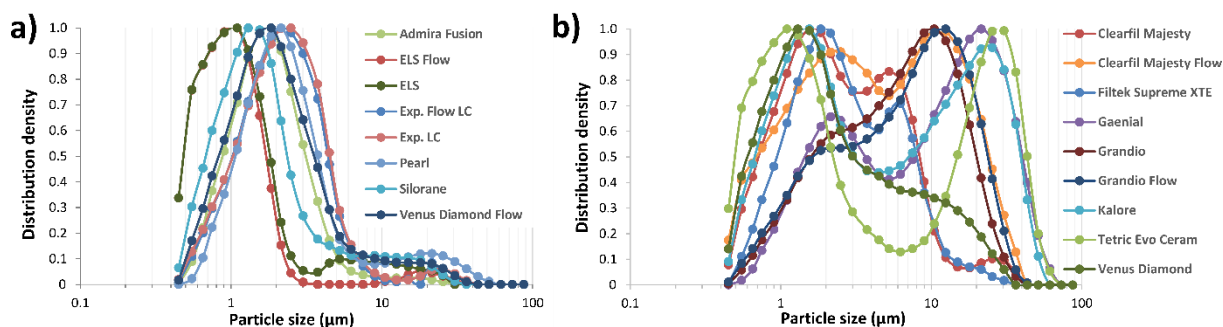 a)
Distribution density
1.0
0.9
0.8
0.7
0.6
0.5
0.4
0.3
0.2
0.1
0
0.1
1
10
100
Particle size (µm)
Admira Fusion
ELS Flow
ELS
Exp. Flow LC
Exp. LC
Pearl
Silorane
Venus Diamond Flow
b)
Distribution density
1.0
0.9
0.8
0.7
0.6
0.5
0.4
0.3
0.2
0.1
0
0.1
1
10
100
Particle size (µm)
Clearfil Majesty
Clearfil Majesty Flow
Filtek Supreme XTE
Gaenial
Grandio
Grandio Flow
Kalore
Tetric Evo Ceram
Venus Diamond